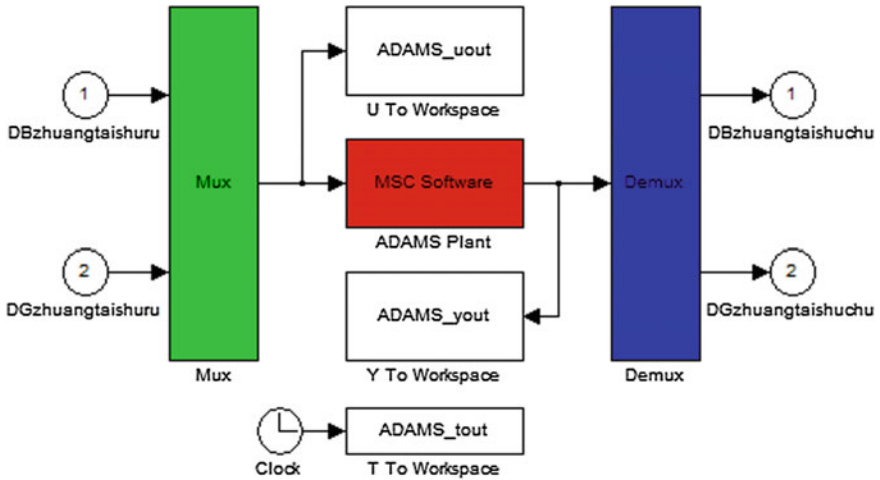 ADAMS_uout
U To Workspace
1
DBzhuangtaishuru
Mux
MSC Software
ADAMS Plant
Demux
1
DBzhuangtaishuchu
2
DGzhuangtaishuru
ADAMS_yout
2
DGzhuangtaishuchu
Mux
Y To Workspace
Demux
Clock
ADAMS_tout
T To Workspace